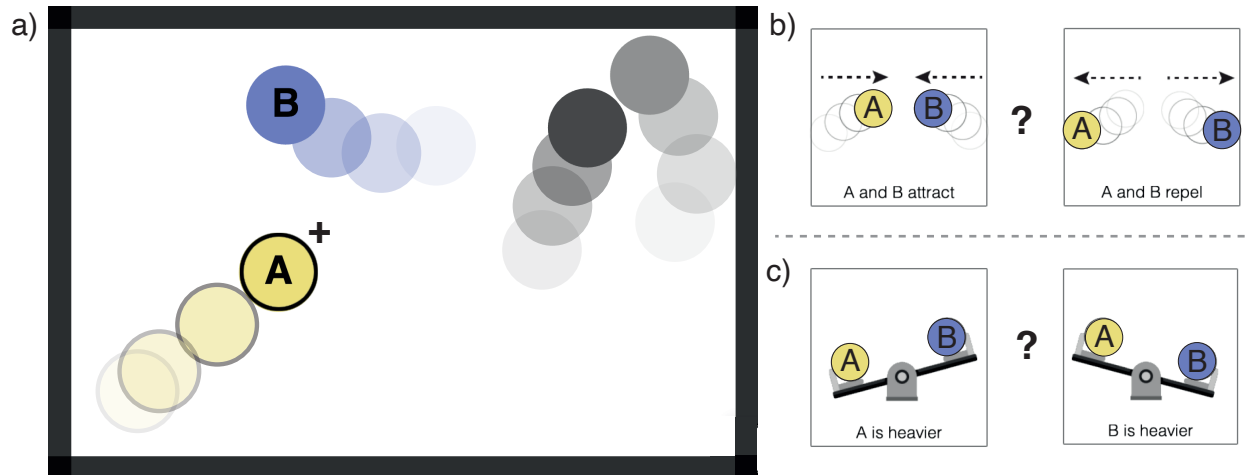 a)
B
A
+
b)
A B
A and B attract
?
A B
A and B repel
c)
A B
A is heavier
?
A B
B is heavier